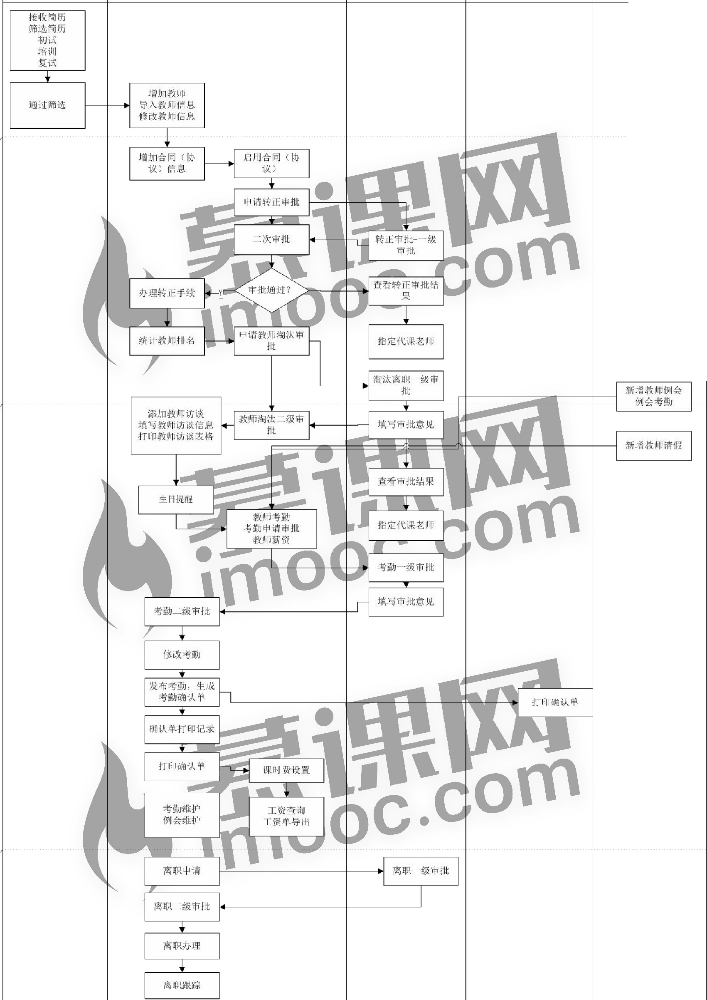 接收简历
筛选简历
初试
培训
复试
通过筛选
增加教师
导入教师信息
修改教师信息
增加合同（协
议）信息
启用合同（协
议）
申请转正审批
二次审批
转正审批-一级
审批
审批通过？
Y
办理转正手续
查看转正审批结
果
统计教师排名
申请教师淘汰审
批
指定代课老师
淘汰离职一级审
批
新增教师例会
例会考勤
添加教师访谈
填写教师访谈信息
打印教师访谈表格
教师淘汰二级审
批
填写审批意见
新增教师请假
查看审批结果
生日提醒
教师考勤
考勤申请审批
教师薪资
指定代课老师
考勤一级审批
填写审批意见
考勤二级审批
修改考勤
发布考勤，生成
考勤确认单
打印确认单
确认单打印记录
打印确认单
课时费设置
考勤维护
例会维护
工资查询
工资单导出
离职申请
离职一级审批
离职二级审批
离职办理
离职跟踪
慕课网
imooc.com
慕课网
imooc.com
慕课网
imooc.com